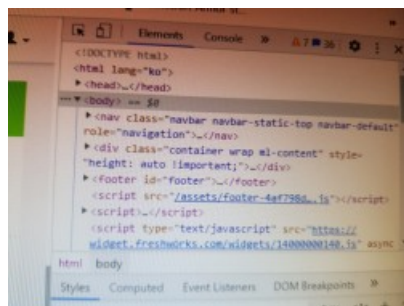 Elements Console » 7 36
<!DOCTYPE html>
<html lang="ko">
<head>…</head>
<body> == $0
<nav class="navbar navbar-static-top navbar-default"
role="navigation">…</nav>
<div class="container wrap ml-content" style=
"height: auto !important;">…</div>
<footer id="footer">…</footer>
<script src="/assets/footer-4af798d….js"></script>
<script>…</script>
<script type="text/javascript" src="https://
widget.freshworks.com/widgets/14000000140.js" async
html body
Styles Computed Event Listeners DOM Breakpoints »